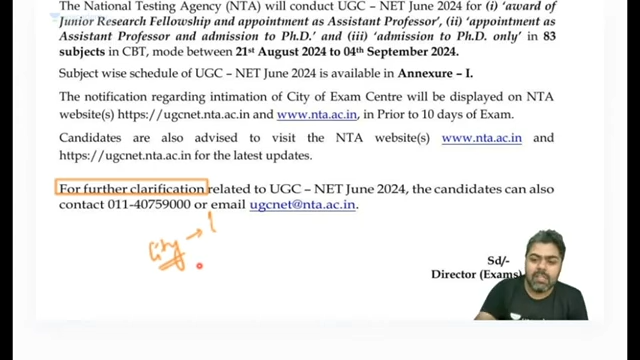 The National Testing Agency (NTA) will conduct UGC – NET June 2024 for (i) 'award of
Junior Research Fellowship and appointment as Assistant Professor', (ii) 'appointment as
Assistant Professor and admission to Ph.D.' and (iii) 'admission to Ph.D. only' in 83
subjects in CBT, mode between 21st August 2024 to 04th September 2024.
Subject wise schedule of UGC – NET June 2024 is available in Annexure – I.
The notification regarding intimation of City of Exam Centre will be displayed on NTA
website(s) https://ugcnet.nta.ac.in and www.nta.ac.in, in Prior to 10 days of Exam.
Candidates are also advised to visit the NTA website(s) www.nta.ac.in and
https://ugcnet.nta.ac.in for the latest updates.
For further clarification related to UGC – NET June 2024, the candidates can also
contact 011-40759000 or email ugcnet@nta.ac.in.
City → 1
Sd/-
Director (Exams)